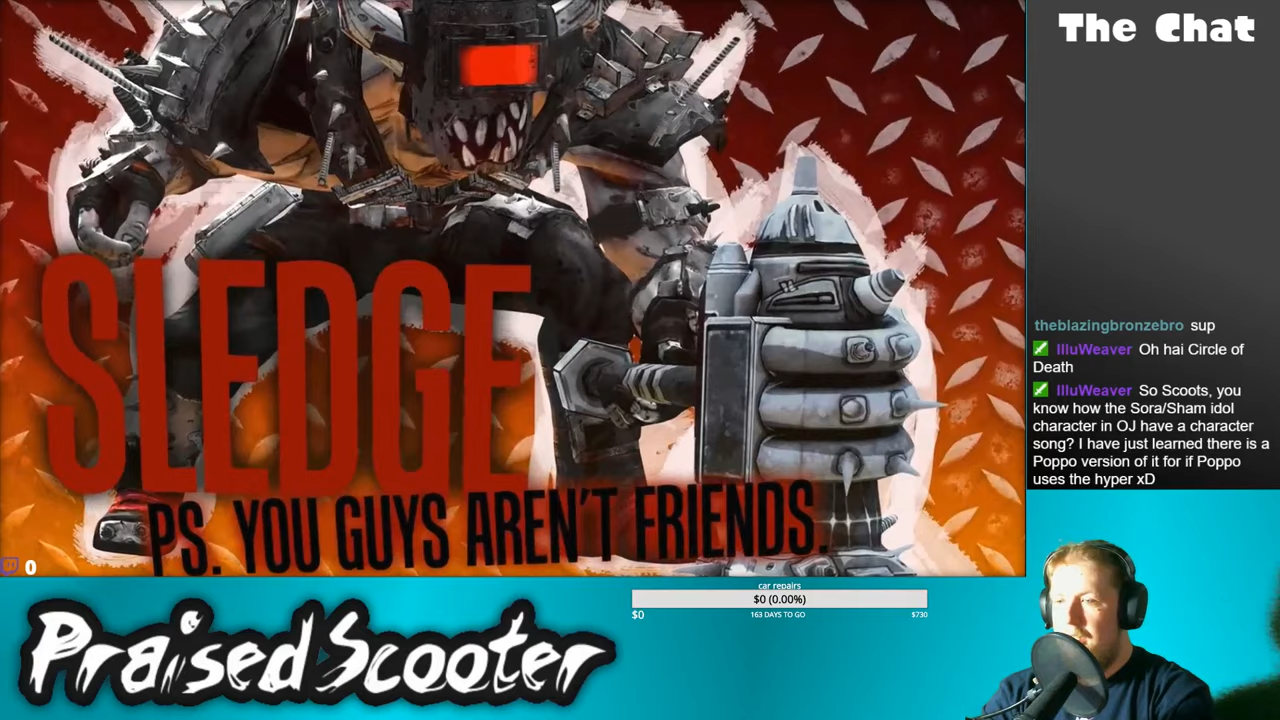 The Chat
SLEDGE
PS. YOU GUYS AREN'T FRIENDS.
theblazingbronzebro sup
IlluWeaver Oh hai Circle of
Death
IlluWeaver So Scoots, you
know how the Sora/Sham idol
character in OJ have a character
song? I have just learned there is a
Poppo version of it for if Poppo
uses the hyper xD
0
car repairs
$0 (0.00%)
$0 163 DAYS TO GO $730
Praised Scooter